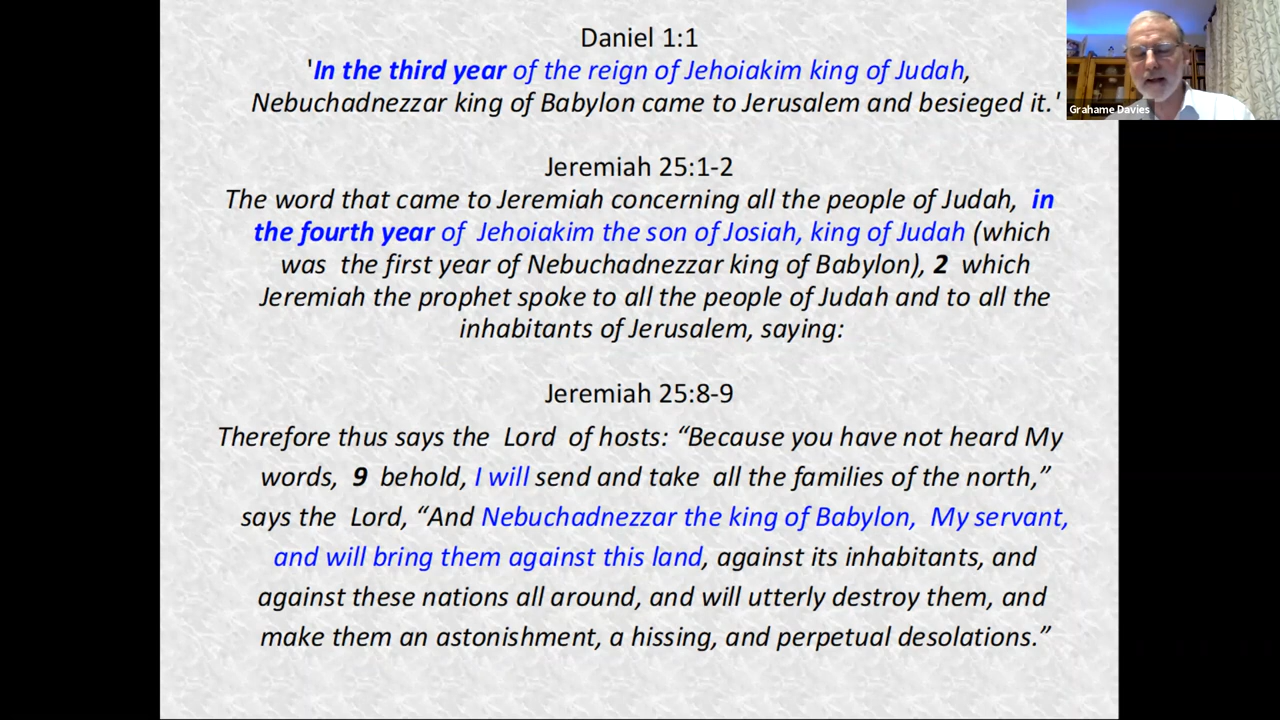 Daniel 1:1
'In the third year of the reign of Jehoiakim king of Judah,
Nebuchadnezzar king of Babylon came to Jerusalem and besieged it.'
Grahame Davies
Jeremiah 25:1-2
The word that came to Jeremiah concerning all the people of Judah, in
the fourth year of Jehoiakim the son of Josiah, king of Judah (which
was the first year of Nebuchadnezzar king of Babylon), 2 which
Jeremiah the prophet spoke to all the people of Judah and to all the
inhabitants of Jerusalem, saying:
Jeremiah 25:8-9
Therefore thus says the Lord of hosts: “Because you have not heard My
words, 9 behold, I will send and take all the families of the north,”
says the Lord, “And Nebuchadnezzar the king of Babylon, My servant,
and will bring them against this land, against its inhabitants, and
against these nations all around, and will utterly destroy them, and
make them an astonishment, a hissing, and perpetual desolations.”